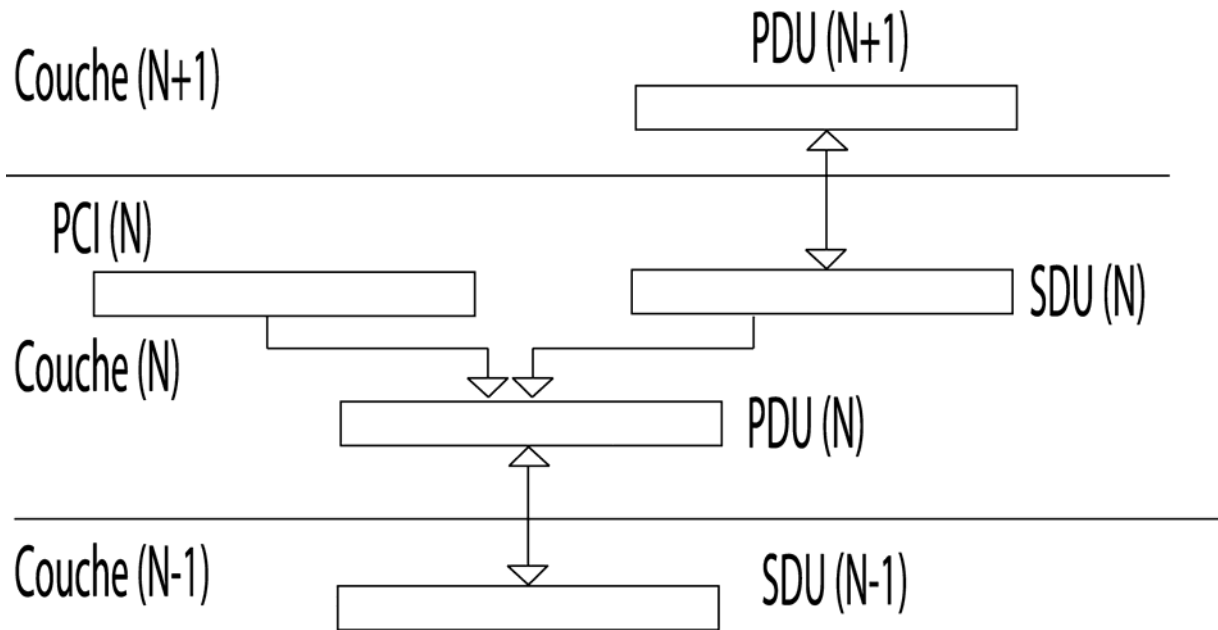 PDU (N+1)
Couche (N+1)
PCI (N)
SDU (N)
Couche (N)
PDU (N)
Couche (N-1)
SDU (N-1)